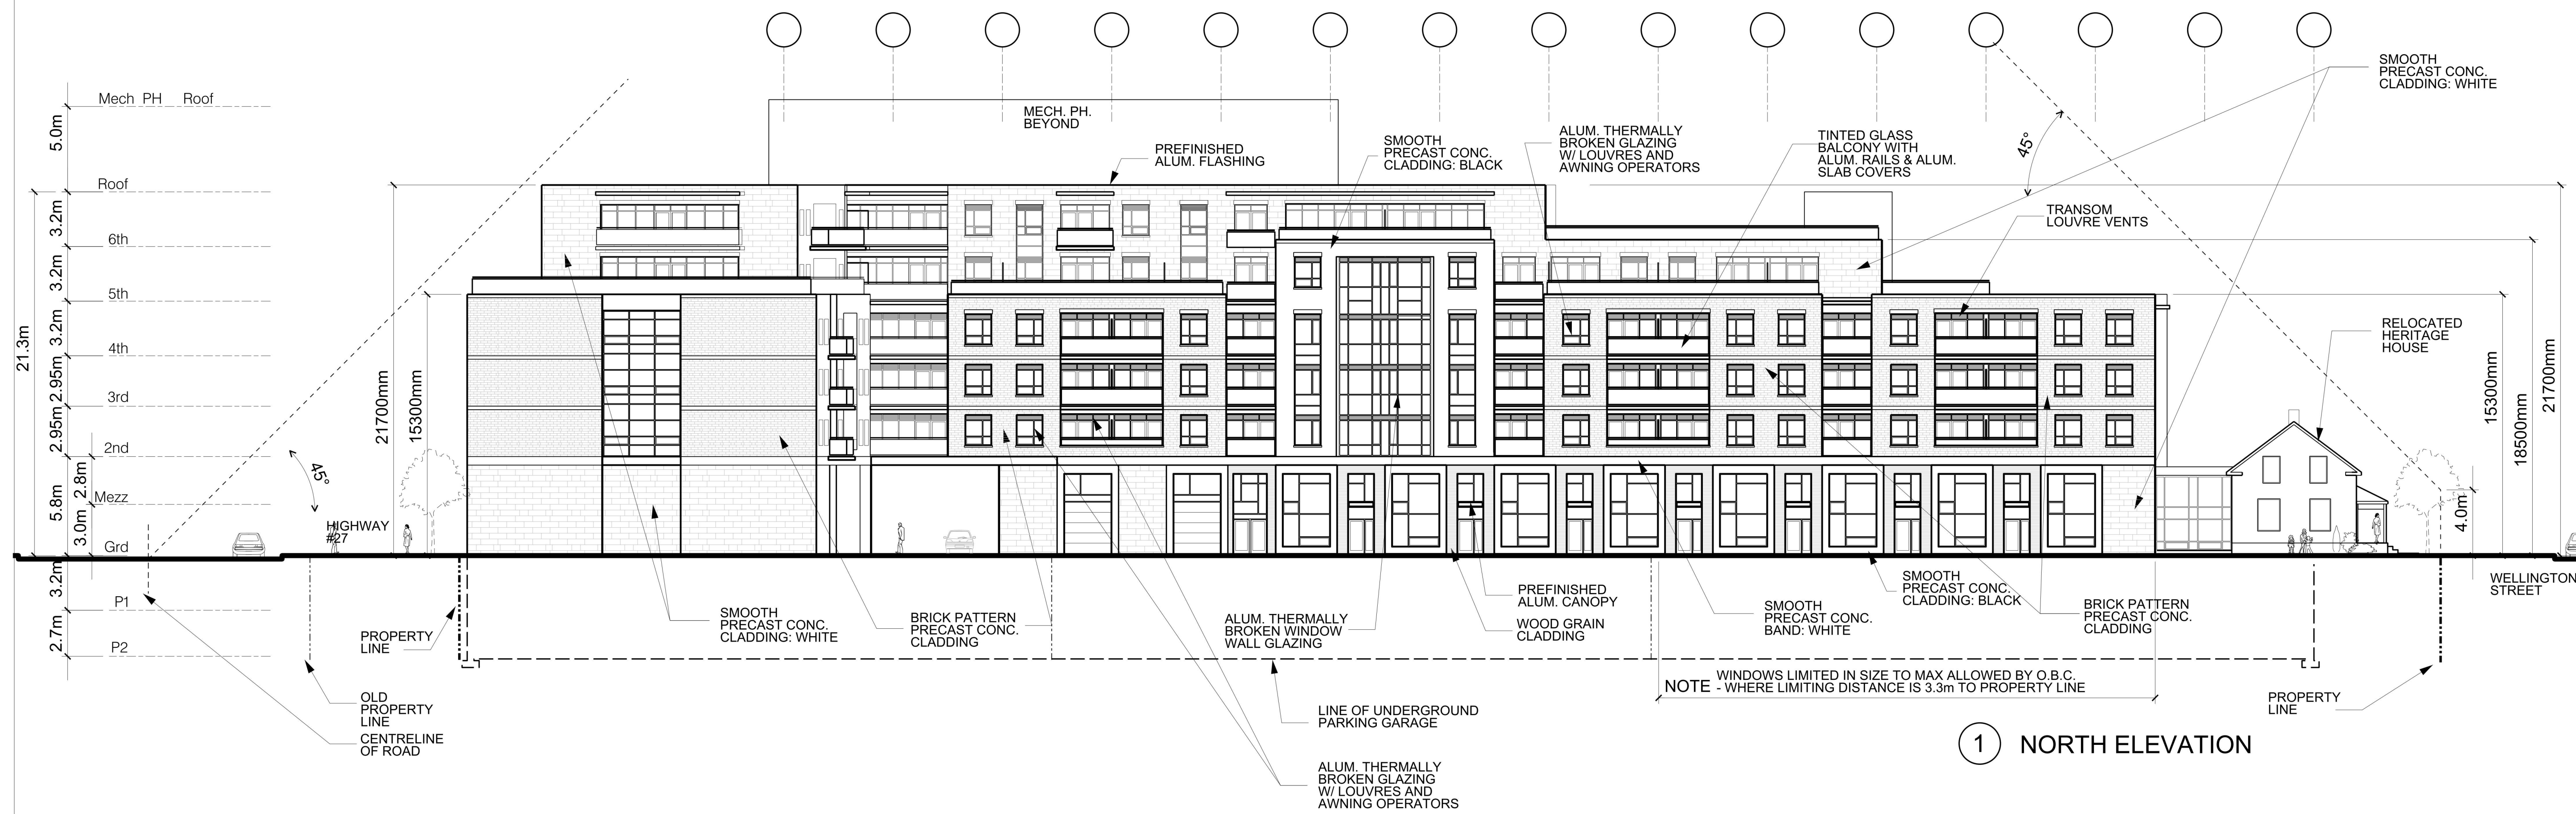 Mech PH Roof
5.0m
Roof
3.2m
6th
3.2m
5th
3.2m
4th
2.95m
3rd
2.95m
2nd
2.8m
Mezz
5.8m
3.0m
Grd
3.2m
P1
2.7m
P2
21.3m
45°
HIGHWAY
#27
21700mm
15300mm
MECH. PH.
BEYOND
PREFINISHED
ALUM. FLASHING
SMOOTH
PRECAST CONC.
CLADDING: BLACK
ALUM. THERMALLY
BROKEN GLAZING
W/ LOUVRES AND
AWNING OPERATORS
TINTED GLASS
BALCONY WITH
ALUM. RAILS & ALUM.
SLAB COVERS
45°
SMOOTH
PRECAST CONC.
CLADDING: WHITE
TRANSOM
LOUVRE VENTS
RELOCATED
HERITAGE
HOUSE
15300mm
18500mm
21700mm
4.0m
WELLINGTON
STREET
PROPERTY
LINE
OLD
PROPERTY
LINE
CENTRELINE
OF ROAD
SMOOTH
PRECAST CONC.
CLADDING: WHITE
BRICK PATTERN
PRECAST CONC.
CLADDING
ALUM. THERMALLY
BROKEN WINDOW
WALL GLAZING
PREFINISHED
ALUM. CANOPY
WOOD GRAIN
CLADDING
SMOOTH
PRECAST CONC.
BAND: WHITE
SMOOTH
PRECAST CONC.
CLADDING: BLACK
BRICK PATTERN
PRECAST CONC.
CLADDING
LINE OF UNDERGROUND
PARKING GARAGE
ALUM. THERMALLY
BROKEN GLAZING
W/ LOUVRES AND
AWNING OPERATORS
NOTE WINDOWS LIMITED IN SIZE TO MAX ALLOWED BY O.B.C.
- WHERE LIMITING DISTANCE IS 3.3m TO PROPERTY LINE
PROPERTY
LINE
1 NORTH ELEVATION